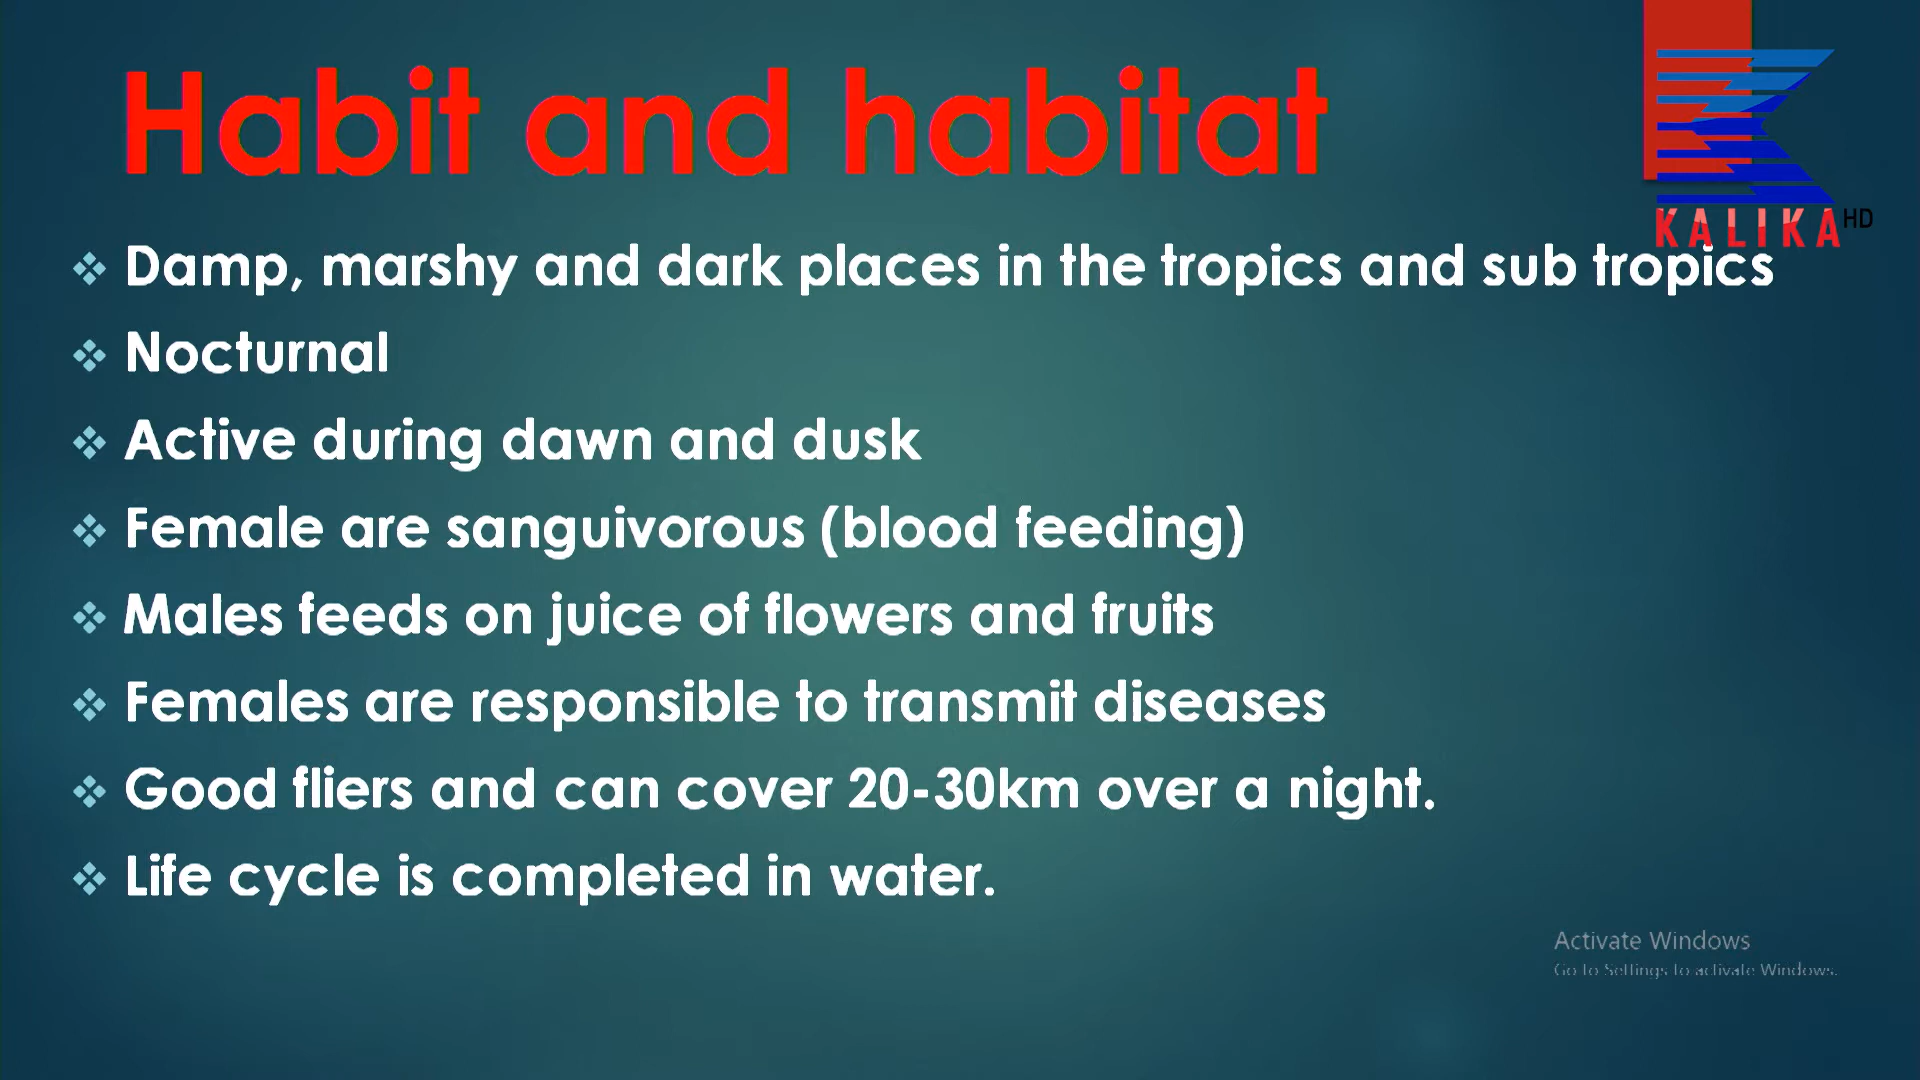 Habit and habitat
KALIKA HD
Damp, marshy and dark places in the tropics and sub tropics
Nocturnal
Active during dawn and dusk
Female are sanguivorous (blood feeding)
Males feeds on juice of flowers and fruits
Females are responsible to transmit diseases
Good fliers and can cover 20-30km over a night.
Life cycle is completed in water.
Activate Windows
Go to Settings to activate Windows.